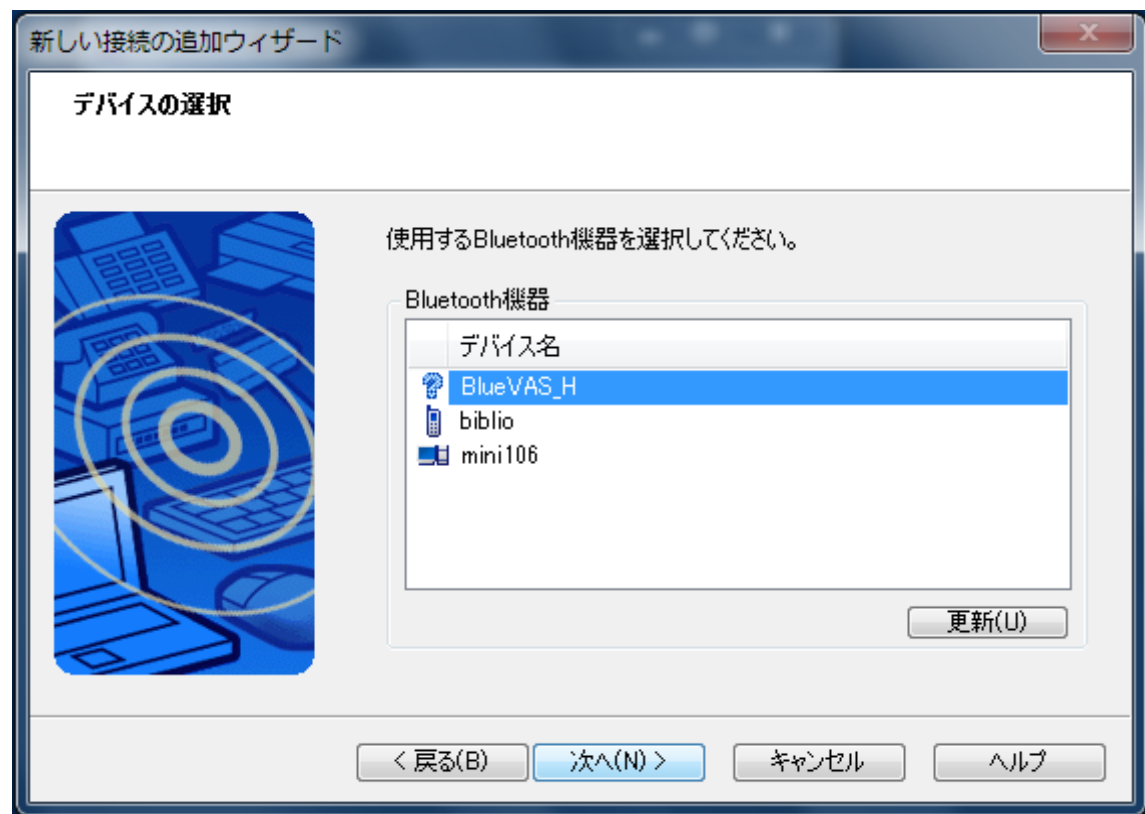 新しい接続の追加ウィザード
デバイスの選択
使用するBluetooth機器を選択してください。
Bluetooth機器
デバイス名
BlueVAS_H
biblio
mini106
更新(U)
< 戻る(B) 次へ(N) > キャンセル ヘルプ